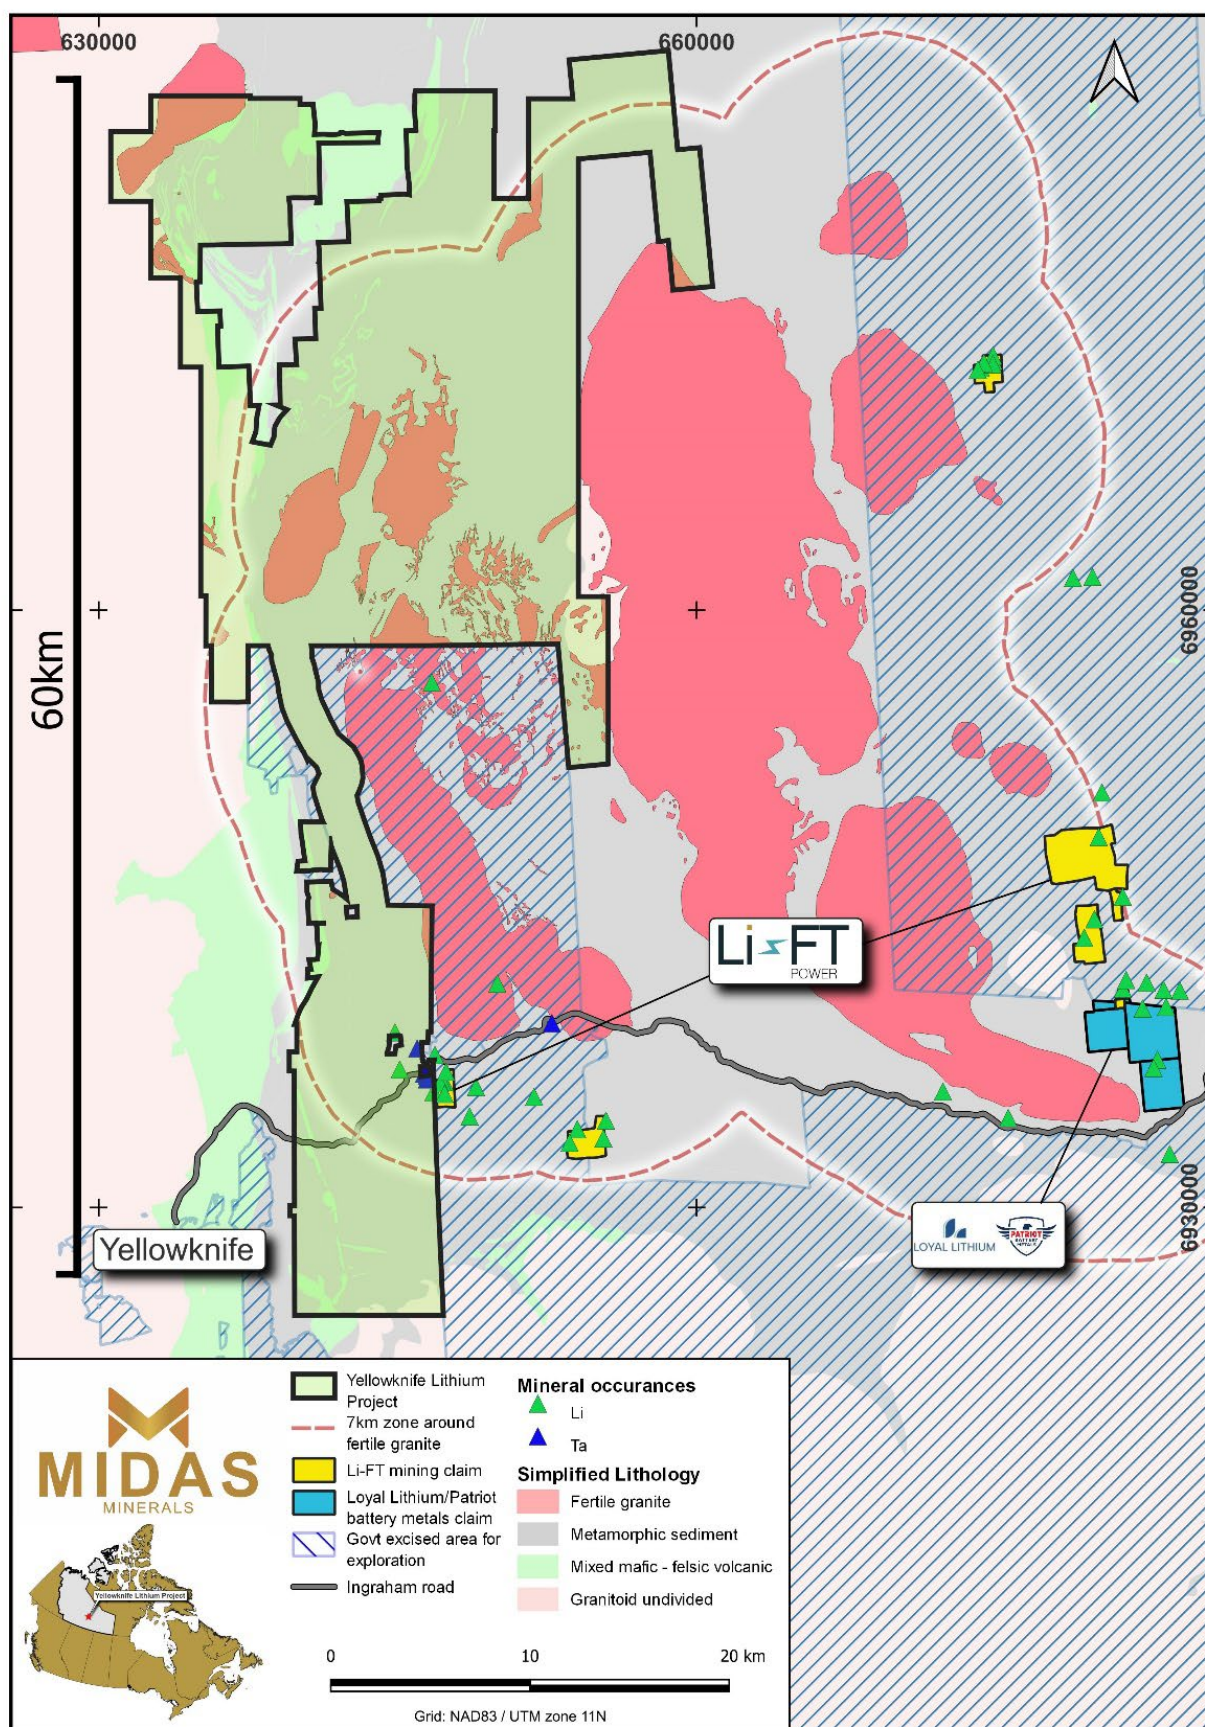 630000
660000
60km
6960000
Li-FT
POWER
6930000
Yellowknife
LOYAL LITHIUM
PATRIOT
BATTERY METALS
MIDAS
MINERALS
Yellowknife Lithium Project
Yellowknife Lithium
Project
7km zone around
fertile granite
Li-FT mining claim
Loyal Lithium/Patriot
battery metals claim
Govt excised area for
exploration
Ingraham road
Mineral occurances
Li
Ta
Simplified Lithology
Fertile granite
Metamorphic sediment
Mixed mafic - felsic volcanic
Granitoid undivided
0 10 20 km
Grid: NAD83 / UTM zone 11N